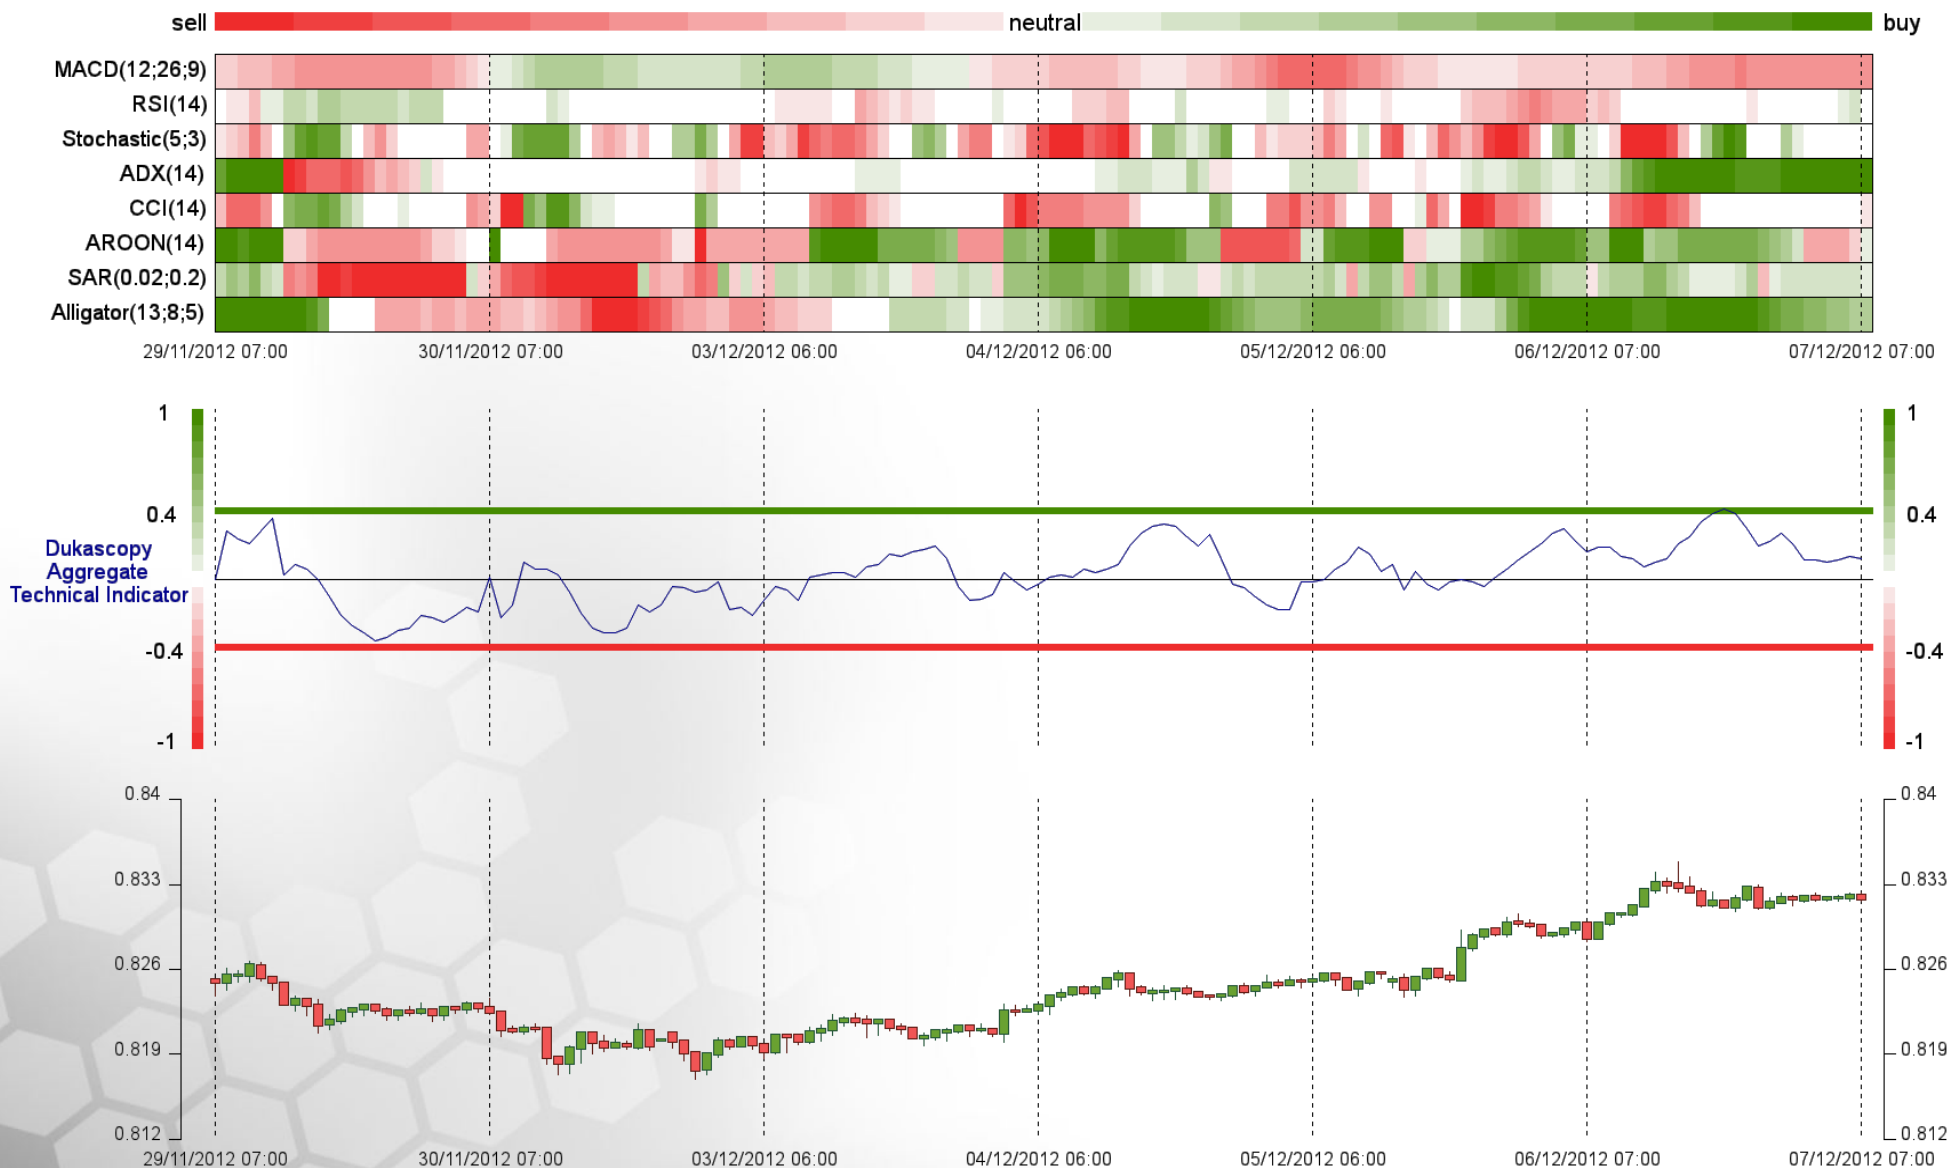 sell neutral buy
MACD(12;26;9)
RSI(14)
Stochastic(5;3)
ADX(14)
CCI(14)
AROON(14)
SAR(0.02;0.2)
Alligator(13;8;5)
29/11/2012 07:00 30/11/2012 07:00 03/12/2012 06:00 04/12/2012 06:00 05/12/2012 06:00 06/12/2012 07:00 07/12/2012 07:00
1 1
0.4 0.4
Dukascopy
Aggregate
Technical Indicator
-0.4 -0.4
-1 -1
0.84 0.84
0.833 0.833
0.826 0.826
0.819 0.819
0.812 0.812
29/11/2012 07:00 30/11/2012 07:00 03/12/2012 06:00 04/12/2012 06:00 05/12/2012 06:00 06/12/2012 07:00 07/12/2012 07:00